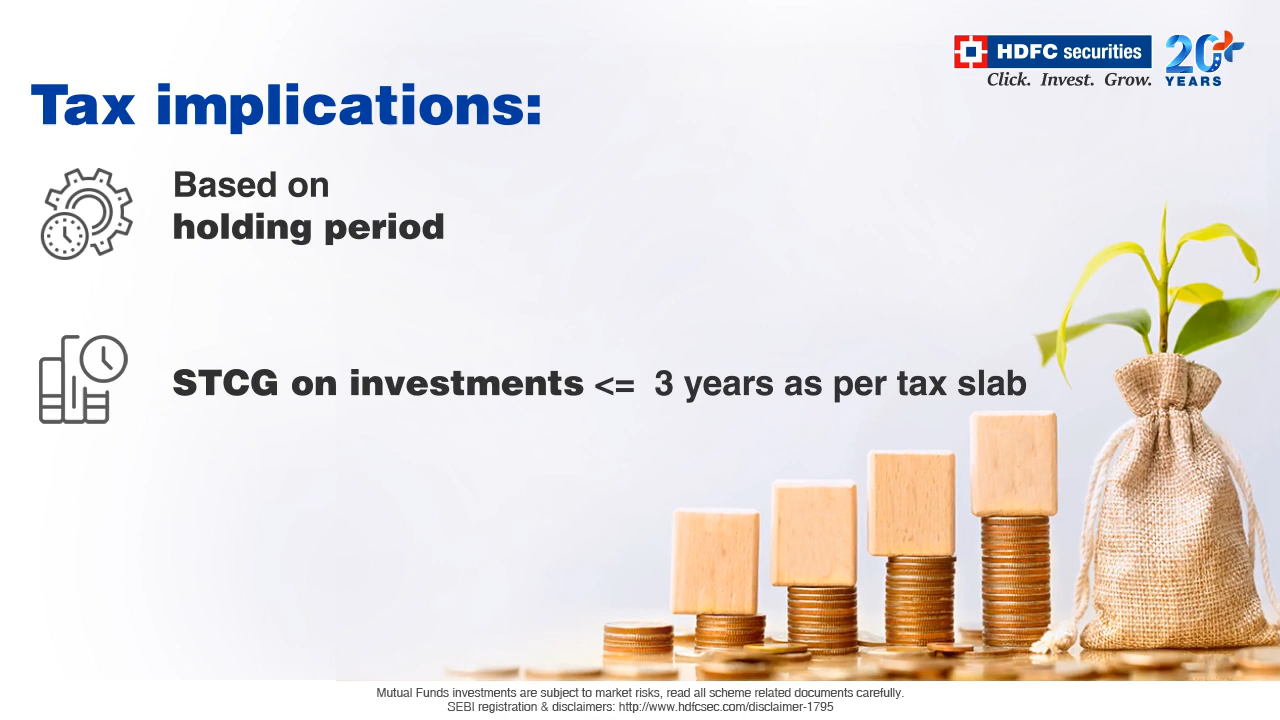 HDFC securities
Click. Invest. Grow.
20+
YEARS
Tax implications:
Based on
holding period
STCG on investments <= 3 years as per tax slab
Mutual Funds investments are subject to market risks, read all scheme related documents carefully.
SEBI registration & disclaimers: http://www.hdfcsec.com/disclaimer-1795